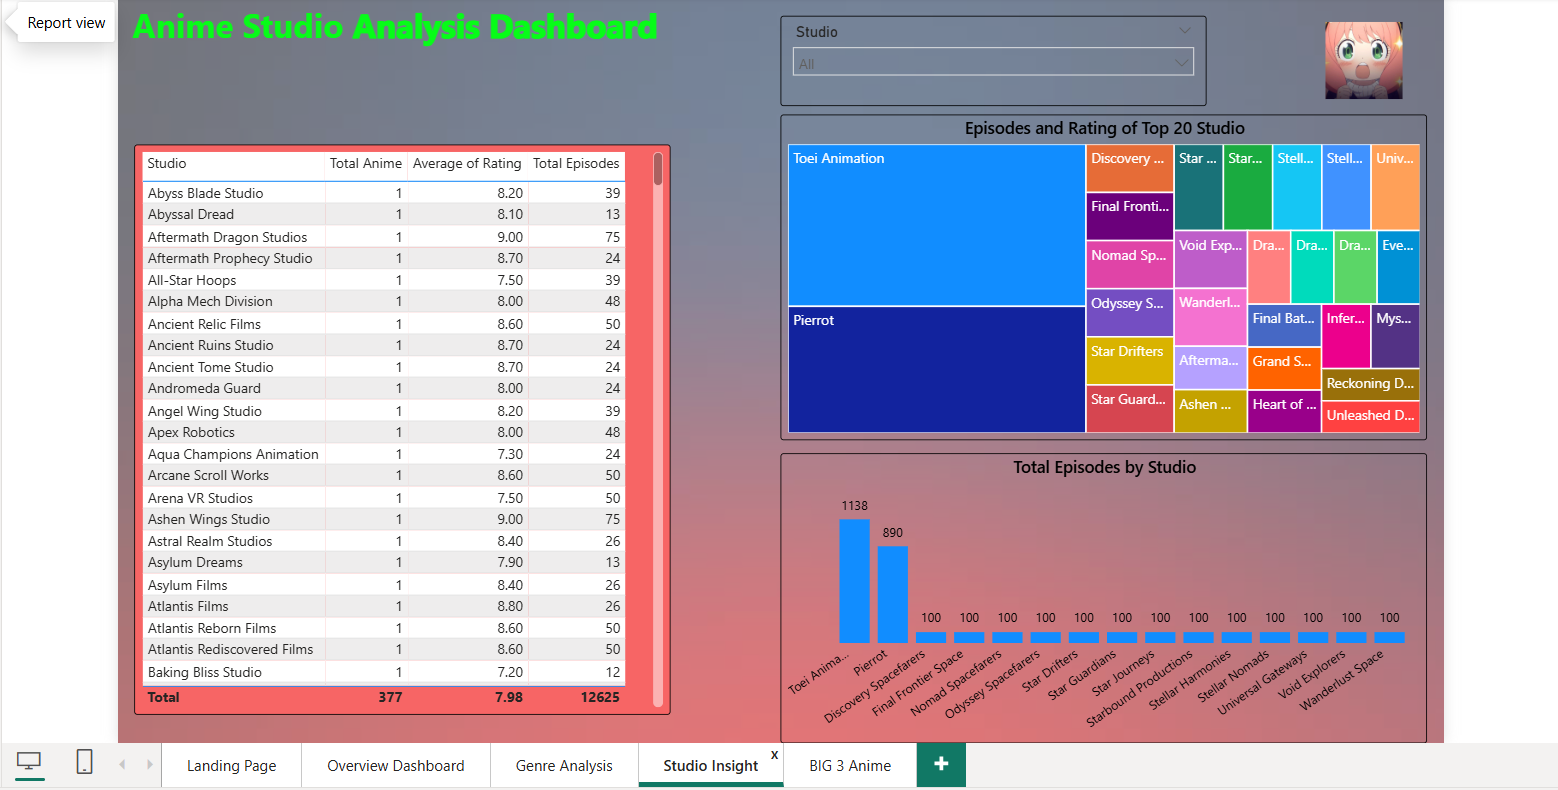 Report view
Anime Studio Analysis Dashboard
Studio
All
Studio Total Anime Average of Rating Total Episodes
Abyss Blade Studio 1 8.20 39
Abyssal Dread 1 8.10 13
Aftermath Dragon Studios 1 9.00 75
Aftermath Prophecy Studio 1 8.70 24
All-Star Hoops 1 7.50 39
Alpha Mech Division 1 8.00 48
Ancient Relic Films 1 8.60 50
Ancient Ruins Studio 1 8.70 24
Ancient Tome Studio 1 8.70 24
Andromeda Guard 1 8.00 24
Angel Wing Studio 1 8.20 39
Apex Robotics 1 8.00 48
Aqua Champions Animation 1 7.30 24
Arcane Scroll Works 1 8.60 50
Arena VR Studios 1 7.50 50
Ashen Wings Studio 1 9.00 75
Astral Realm Studios 1 8.40 26
Asylum Dreams 1 7.90 13
Asylum Films 1 8.40 26
Atlantis Films 1 8.80 26
Atlantis Reborn Films 1 8.60 50
Atlantis Rediscovered Films 1 8.60 50
Baking Bliss Studio 1 7.20 12
Total 377 7.98 12625
Episodes and Rating of Top 20 Studio
Toei Animation
Pierrot
Discovery ...
Final Fronti...
Nomad Sp...
Odyssey S...
Star Drifters
Star Guard...
Star ...
Star...
Stell...
Stell...
Univ...
Void Exp...
Wanderl...
Afterma...
Ashen ...
Dra...
Dra...
Dra...
Eve...
Final Bat...
Grand S...
Heart of ...
Infer...
Mys...
Reckoning D...
Unleashed D...
Total Episodes by Studio
1138
890
100 100 100 100 100 100 100 100 100 100 100 100 100
Toei Anima...
Pierrot
Discovery Spacefarers
Final Frontier Space
Nomad Spacefarers
Odyssey Spacefarers
Star Drifters
Star Guardians
Star Journeys
Starbound Productions
Stellar Harmonies
Stellar Nomads
Universal Gateways
Void Explorers
Wanderlust Space
Landing Page
Overview Dashboard
Genre Analysis
Studio Insight
x
BIG 3 Anime
+